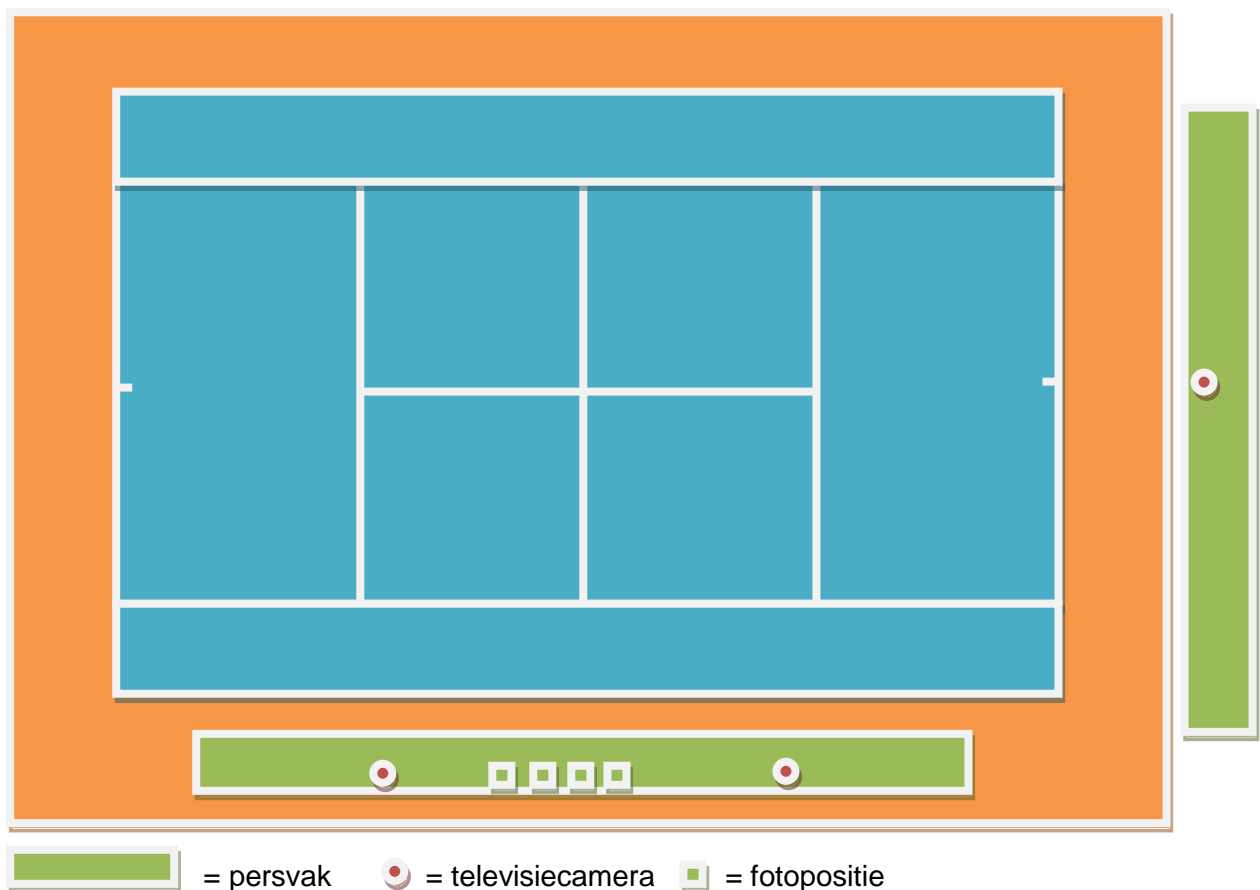 = persvak = televisiecamera = fotopositie